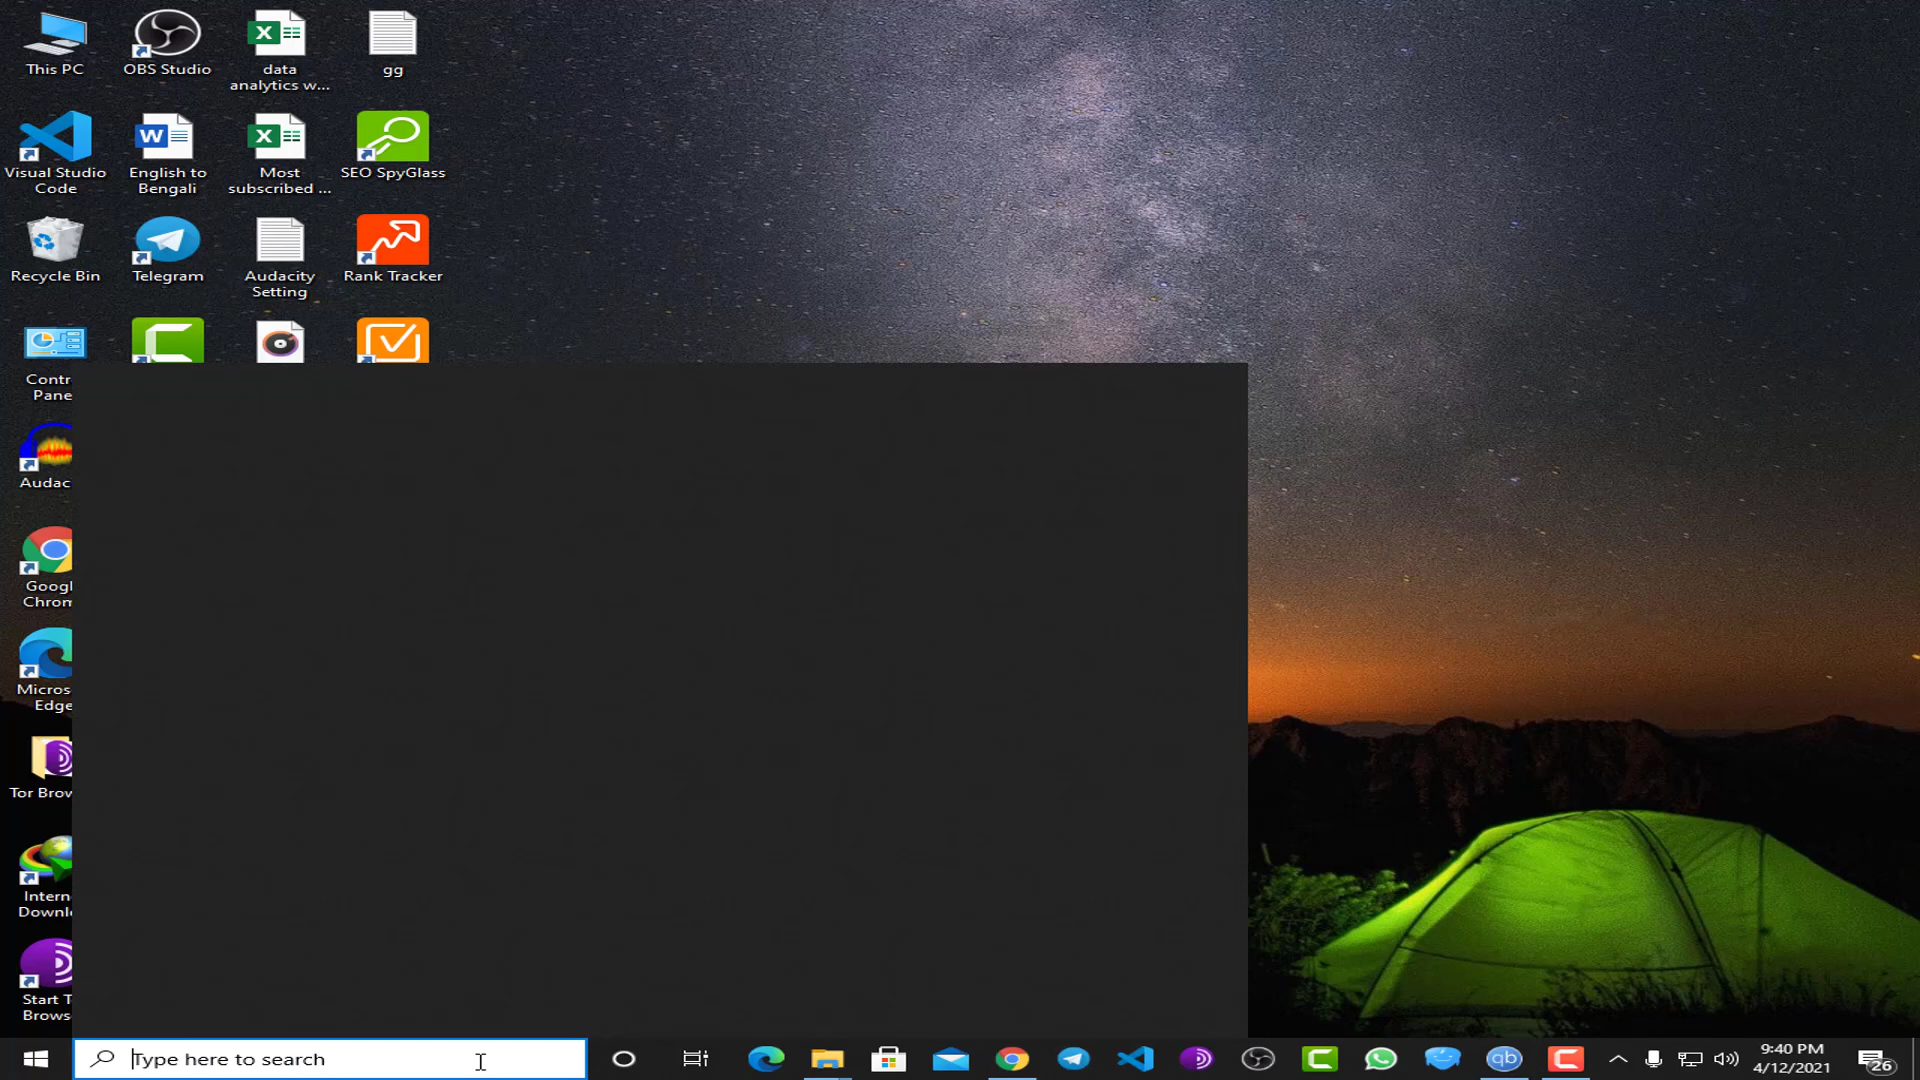 This PC
OBS Studio
data
analytics w...
gg
Visual Studio
Code
English to
Bengali
Most
subscribed ...
SEO SpyGlass
Recycle Bin
Telegram
Audacity
Setting
Rank Tracker
Contr
Pane
Audac
Googl
Chrom
Micros
Edge
Tor Brow
Intern
Downl
Start T
Brows
Type here to search
qb
9:40 PM
4/12/2021
26